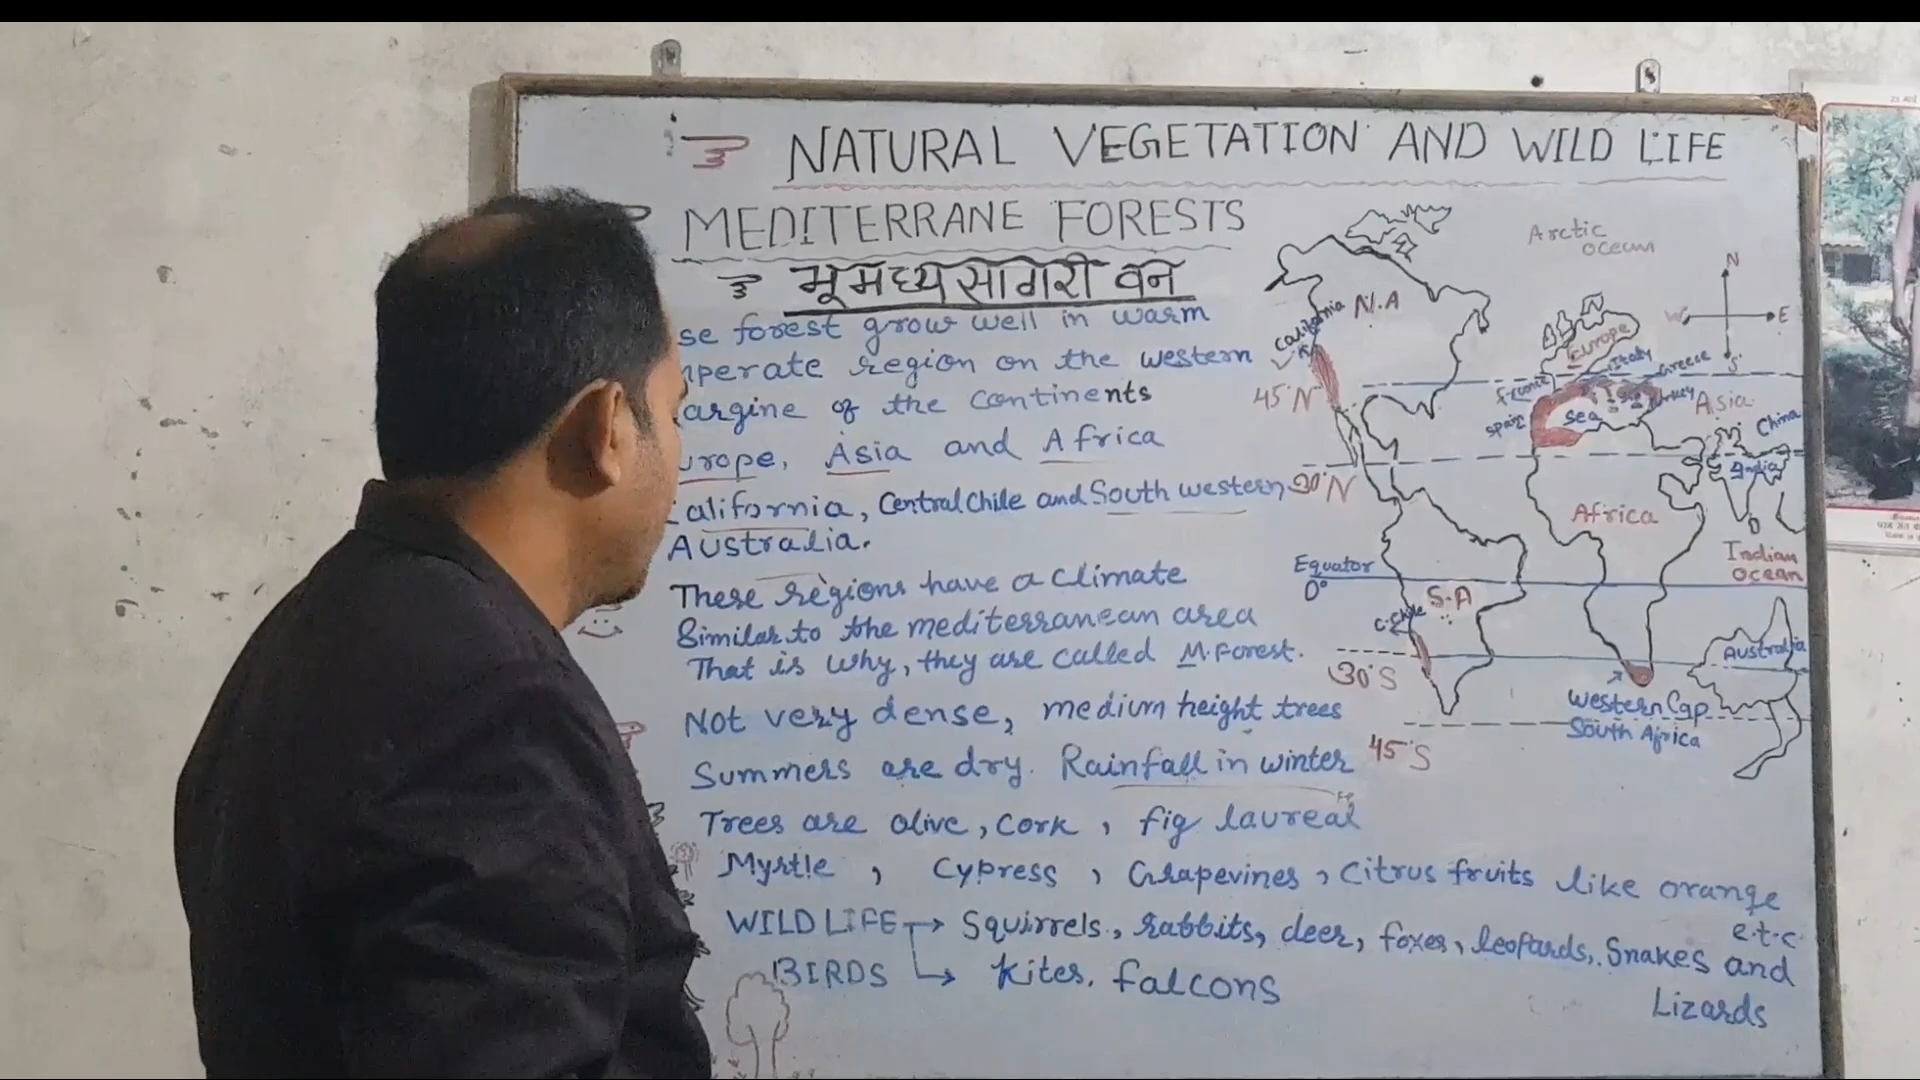 NATURAL VEGETATION AND WILD LIFE
MEDITERRANE FORESTS
भूमध्यसागरी वन
se forest grow well in warm
perate region on the western
argine of the continents
urope, Asia and Africa
alifornia, Central Chile and South western
Australia.
These regions have a climate
Similar to the mediterranean area
That is why, they are called M.Forest.
Not very dense, medium height trees
Summers are dry. Rainfall in winter
Trees are olive, cork, fig laureal
Myrtle, Cypress, Grapevines, Citrus fruits like orange
e.t.c.
WILD LIFE → Squirrels, rabbits, deer, foxes, leopards, Snakes and
Lizards
BIRDS → Kites, falcons
Arctic
ocean
N
W E
S
N.A
California
Europe
Italy
Greece
France
Turkey
Spain
Sea
Asia
China
India
45°N
30°N
Africa
Indian
Ocean
Equator
0°
S-A
C.Chile
Australia
30°S
Western Cap
South Africa
45°S